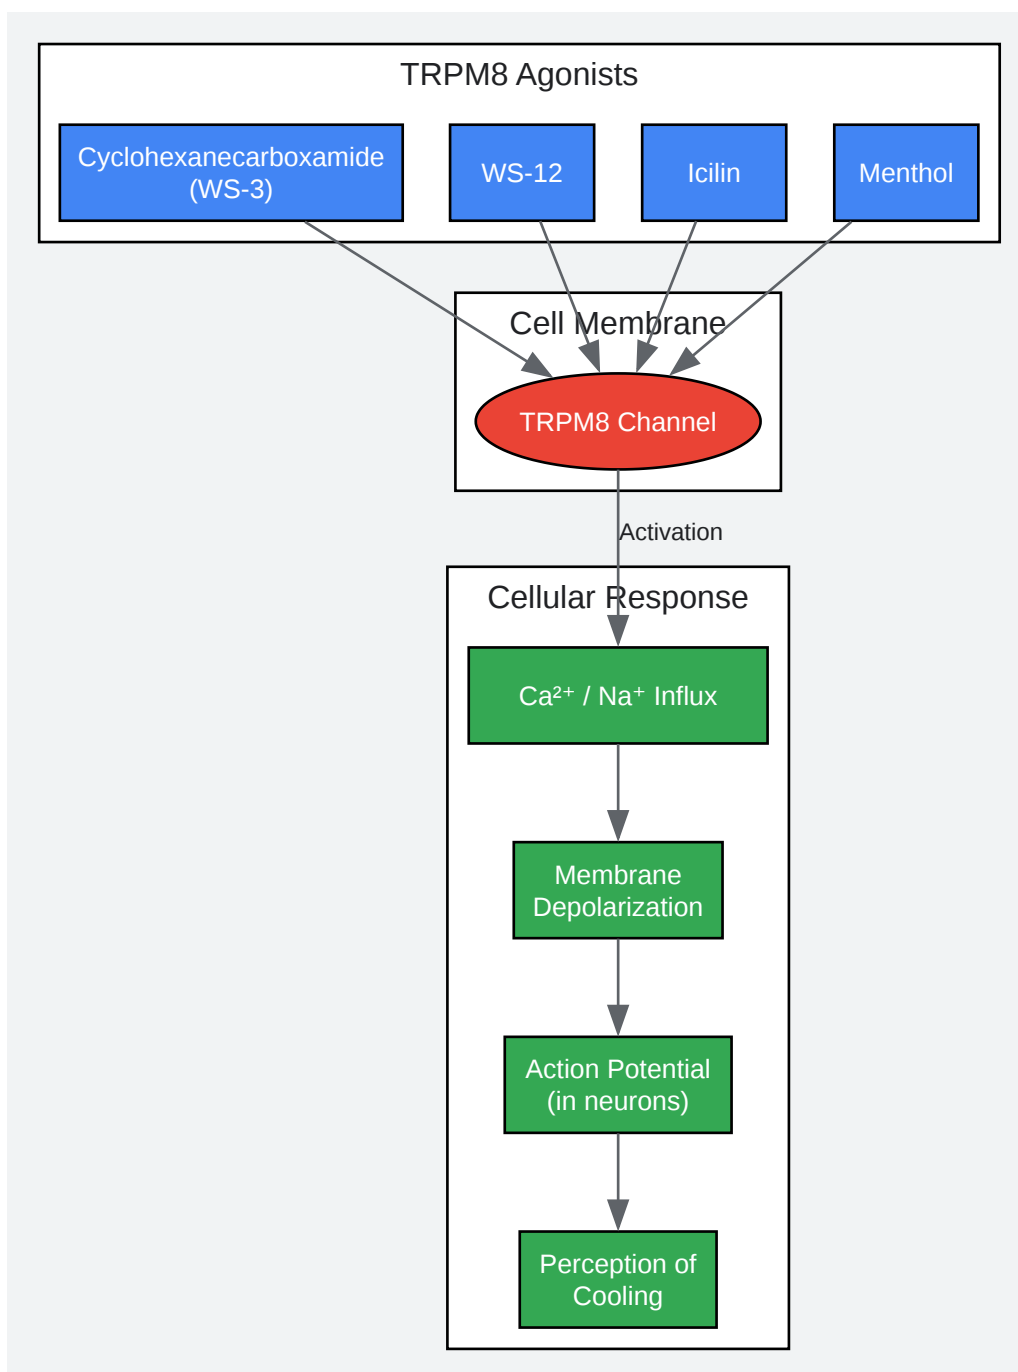 TRPM8 Agonists
Cyclohexanecarboxamide
(WS-3)
WS-12
Icilin
Menthol
Cell Membrane
TRPM8 Channel
Activation
Cellular Response
Ca²⁺ / Na⁺ Influx
Membrane
Depolarization
Action Potential
(in neurons)
Perception of
Cooling